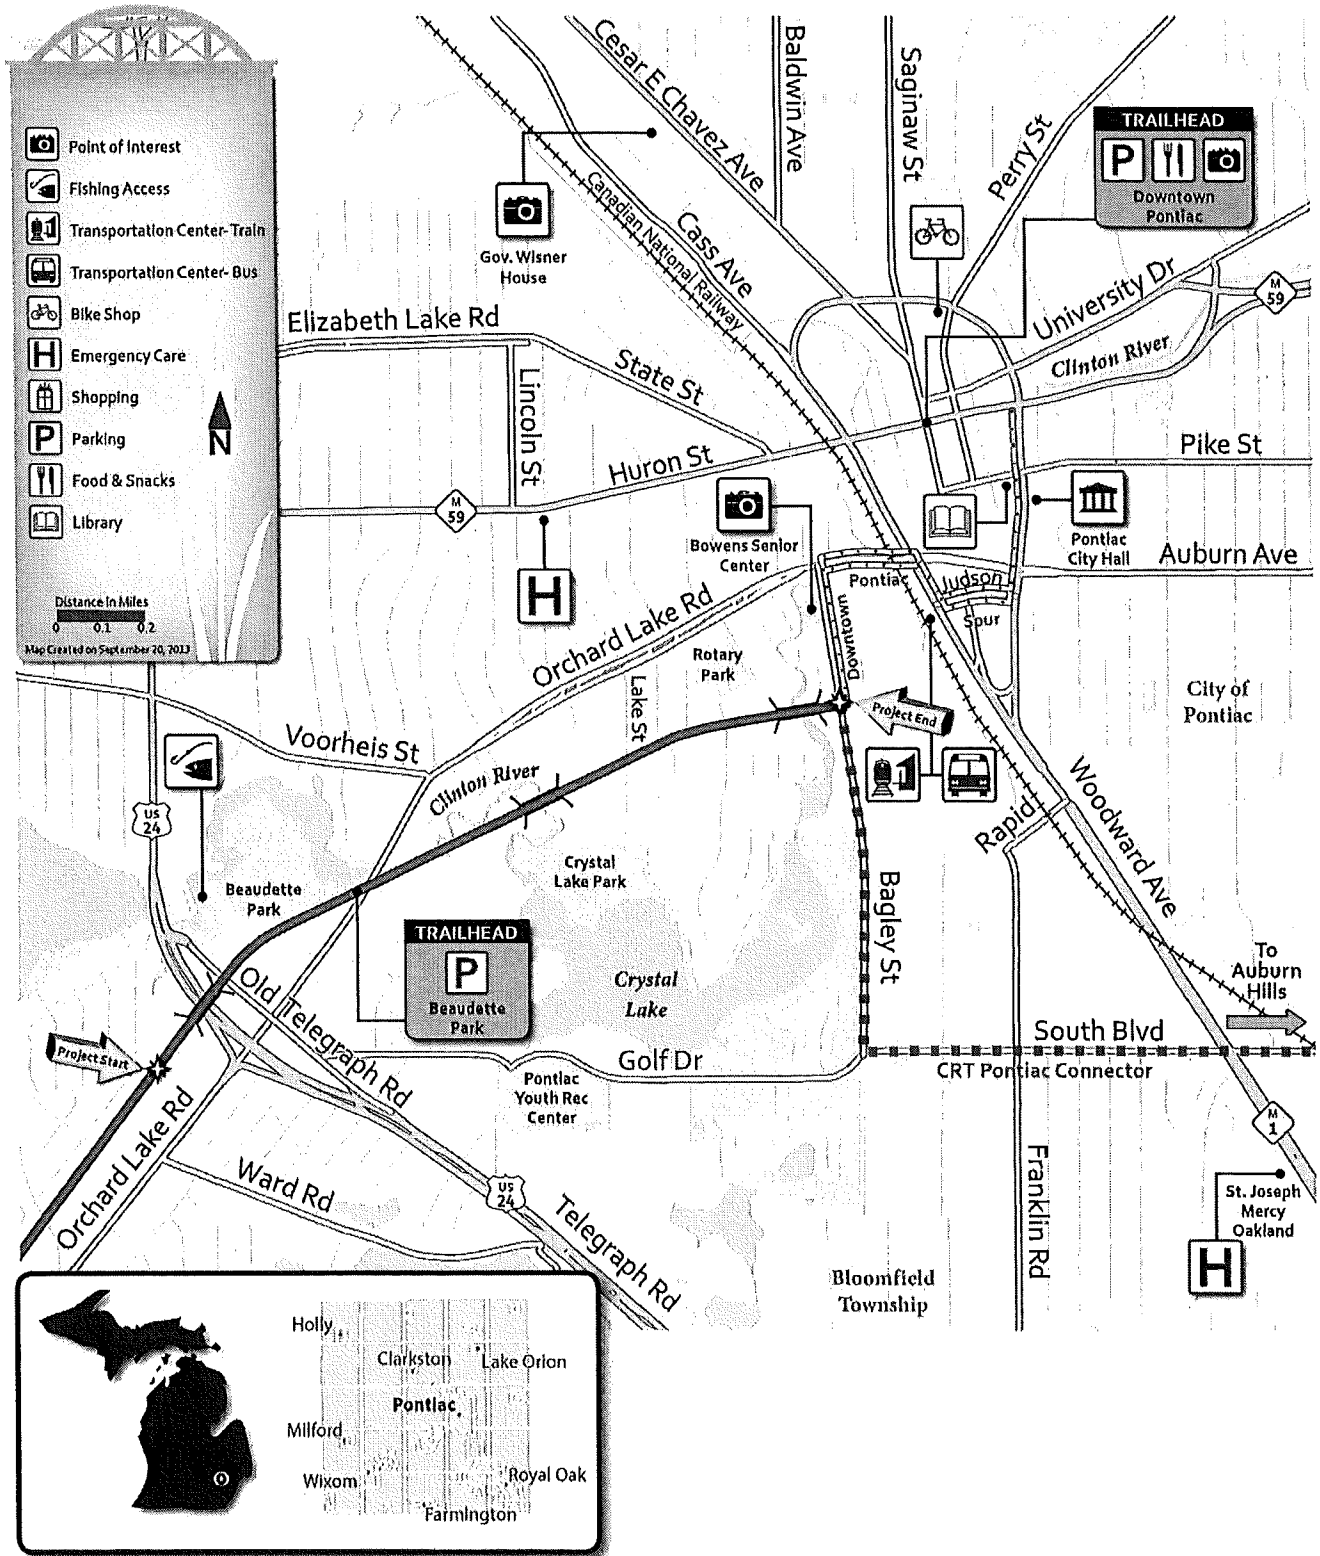 Point of Interest
Fishing Access
Transportation Center- Train
Transportation Center- Bus
Bike Shop
H
Emergency Care
Shopping
P
Parking
Food & Snacks
Library
N
Distance in Miles
0 0.1 0.2
Map Created on September 20, 2013
Cesar E Chavez Ave
Baldwin Ave
Saginaw St
Perry St
TRAILHEAD
P
Downtown
Pontiac
Canadian National Railway
Cass Ave
Gov. Wisner
House
University Dr
M
59
Clinton River
Elizabeth Lake Rd
State St
Lincoln St
Huron St
M
59
Pike St
Pontiac
City Hall
Auburn Ave
Bowens Senior
Center
H
Pontiac
Judson
Spur
Downtown
Orchard Lake Rd
Rotary
Park
Lake St
City of
Pontiac
Project End
Voorheis St
Clinton River
US
24
Rapid
Woodward Ave
Crystal
Lake Park
Beaudette
Park
Bagley St
TRAILHEAD
P
Beaudette
Park
Crystal
Lake
To
Auburn
Hills
Old Telegraph Rd
Project Start
South Blvd
CRT Pontiac Connector
Golf Dr
Pontiac
Youth Rec
Center
M
1
Orchard Lake Rd
Ward Rd
US
24
Telegraph Rd
Franklin Rd
St. Joseph
Mercy
Oakland
H
Bloomfield
Township
Holly
Clarkston
Lake Orion
Pontiac
Milford
Wixom
Royal Oak
Farmington